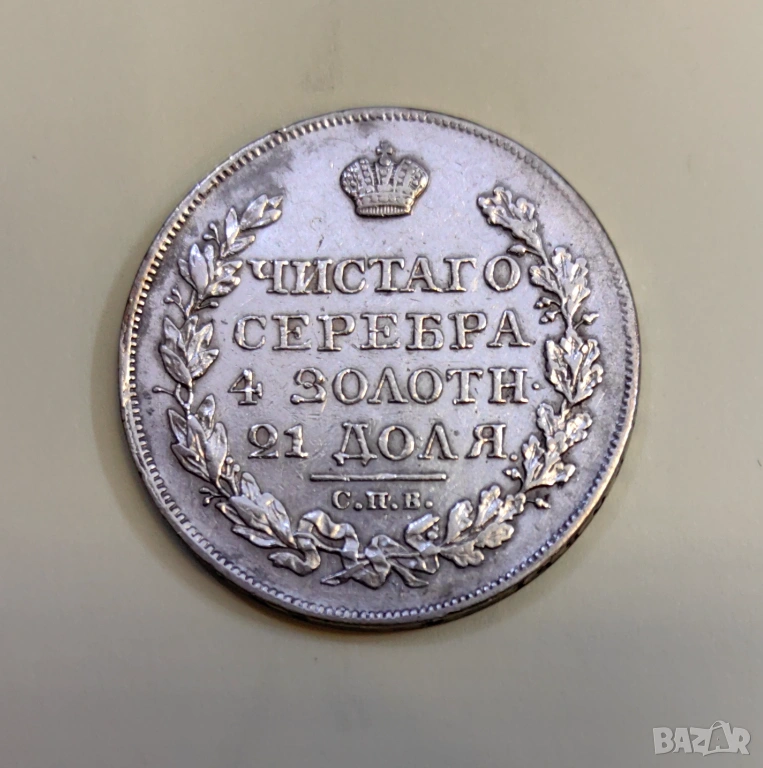 ЧИСТАГО
СЕРЕБРА
4 ЗОЛОТН·
21 ДОЛЯ.
С.П.Б.
BAZAR